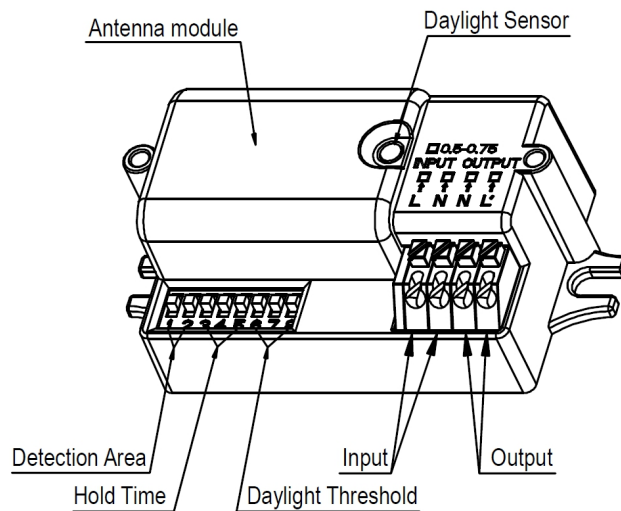 Antenna module
Daylight Sensor
0.5-0.75
INPUT OUTPUT
L N N L'
1 2 3 4 5 6 7 8
Detection Area
Hold Time
Daylight Threshold
Input
Output